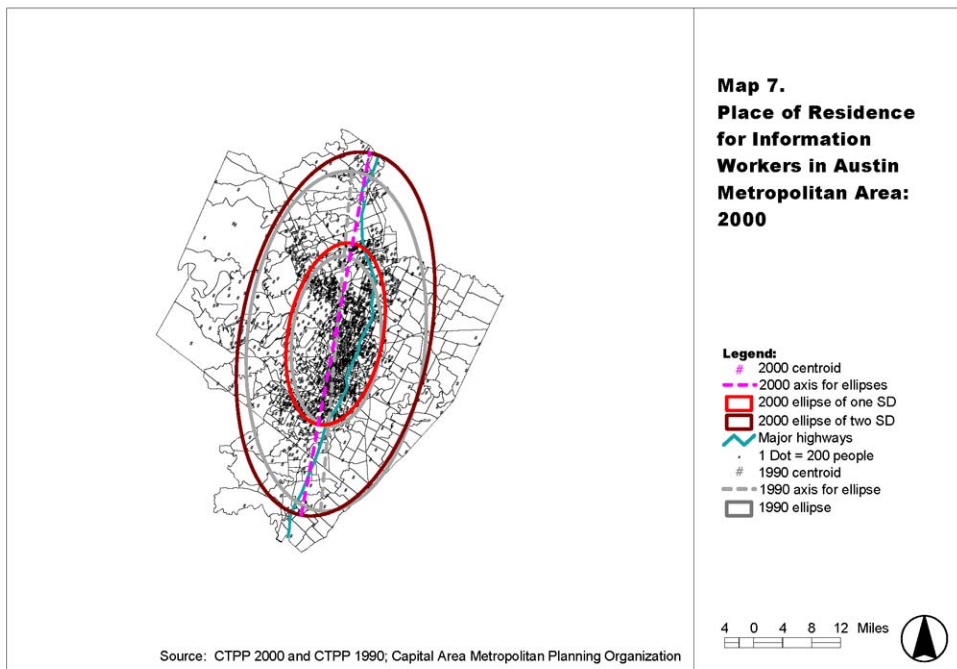 Map 7.
Place of Residence
for Information
Workers in Austin
Metropolitan Area:
2000
Legend:
# 2000 centroid
2000 axis for ellipses
2000 ellipse of one SD
2000 ellipse of two SD
Major highways
1 Dot = 200 people
# 1990 centroid
1990 axis for ellipse
1990 ellipse
4 0 4 8 12 Miles
Source: CTPP 2000 and CTPP 1990; Capital Area Metropolitan Planning Organization